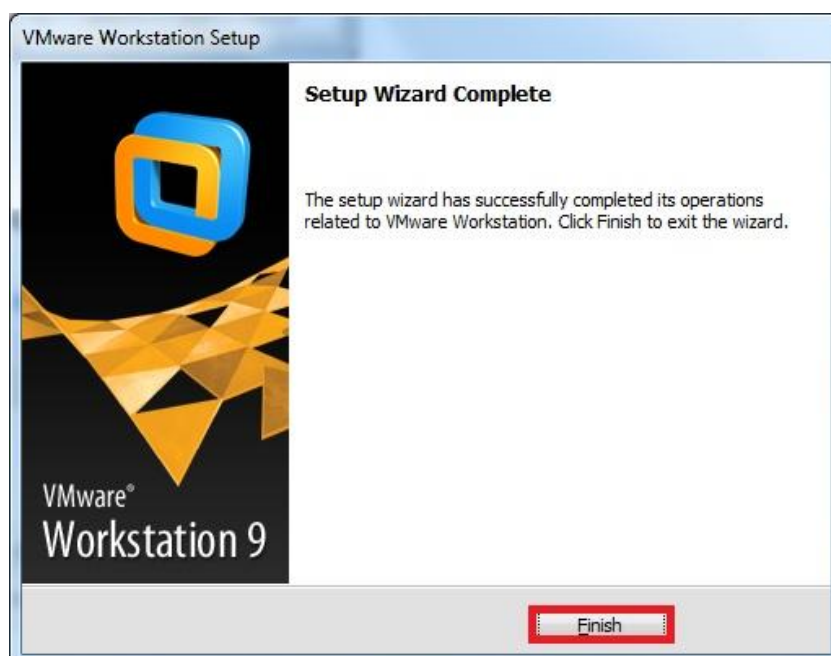 VMware Workstation Setup
Setup Wizard Complete
The setup wizard has successfully completed its operations
related to VMware Workstation. Click Finish to exit the wizard.
VMware®
Workstation 9
Finish